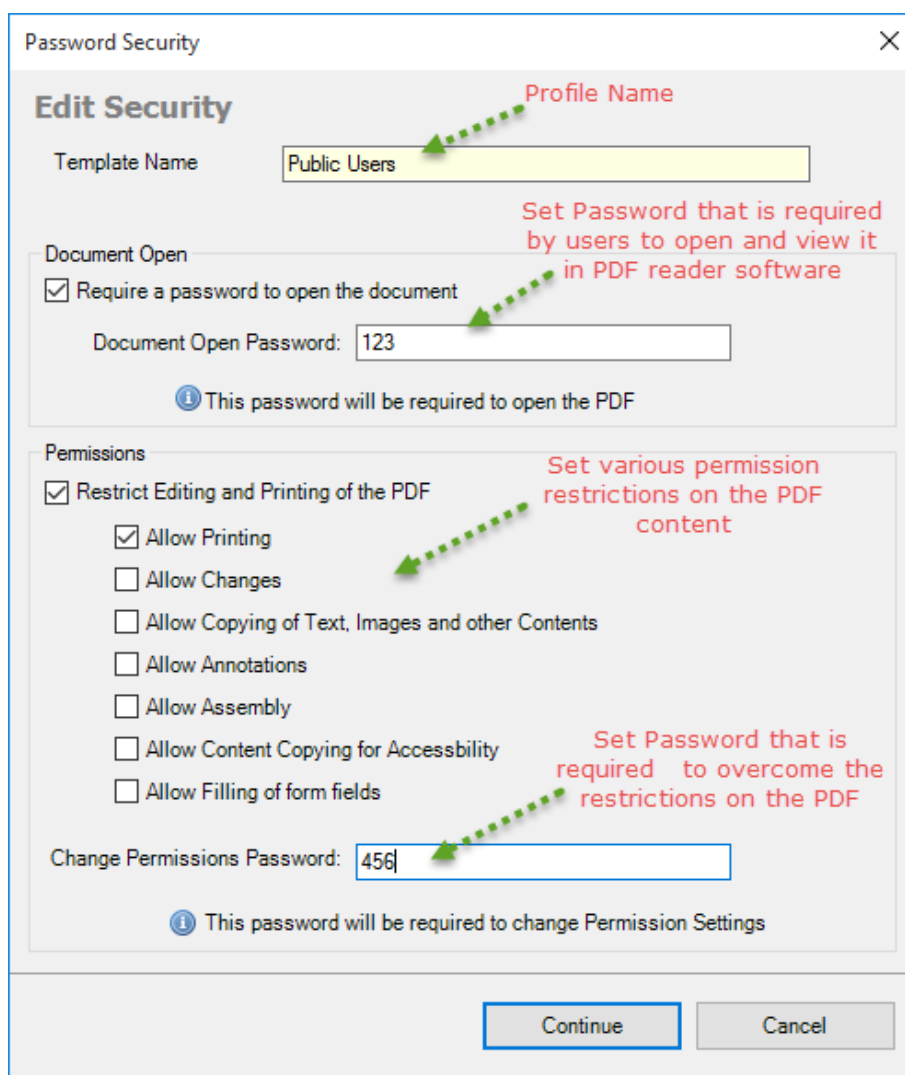 Password Security
Edit Security
Profile Name
Template Name
Public Users
Set Password that is required
by users to open and view it
in PDF reader software
Document Open
Require a password to open the document
Document Open Password:
123
This password will be required to open the PDF
Permissions
Set various permission
restrictions on the PDF
content
Restrict Editing and Printing of the PDF
Allow Printing
Allow Changes
Allow Copying of Text, Images and other Contents
Allow Annotations
Allow Assembly
Allow Content Copying for Accessbility
Allow Filling of form fields
Set Password that is
required to overcome the
restrictions on the PDF
Change Permissions Password:
456
This password will be required to change Permission Settings
Continue
Cancel